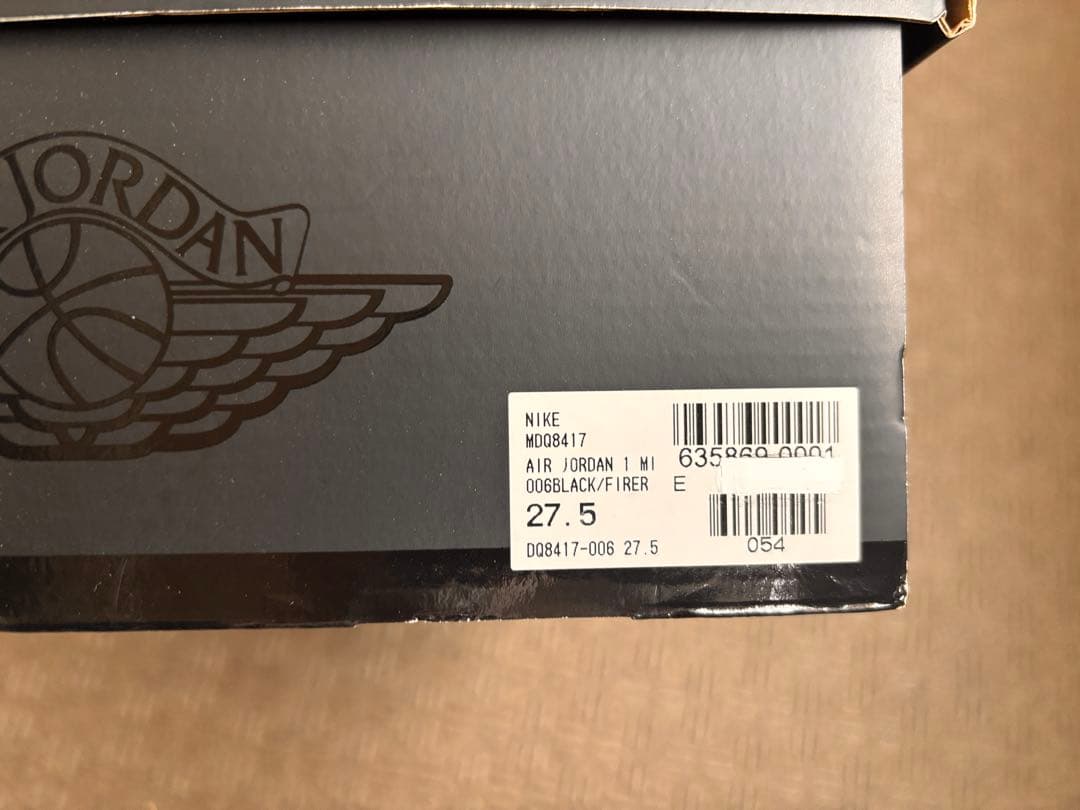 JORDAN
NIKE
MDQ8417
AIR JORDAN 1 MI
635869 0001
006BLACK/FIRER E
27.5
DQ8417-006 27.5
054